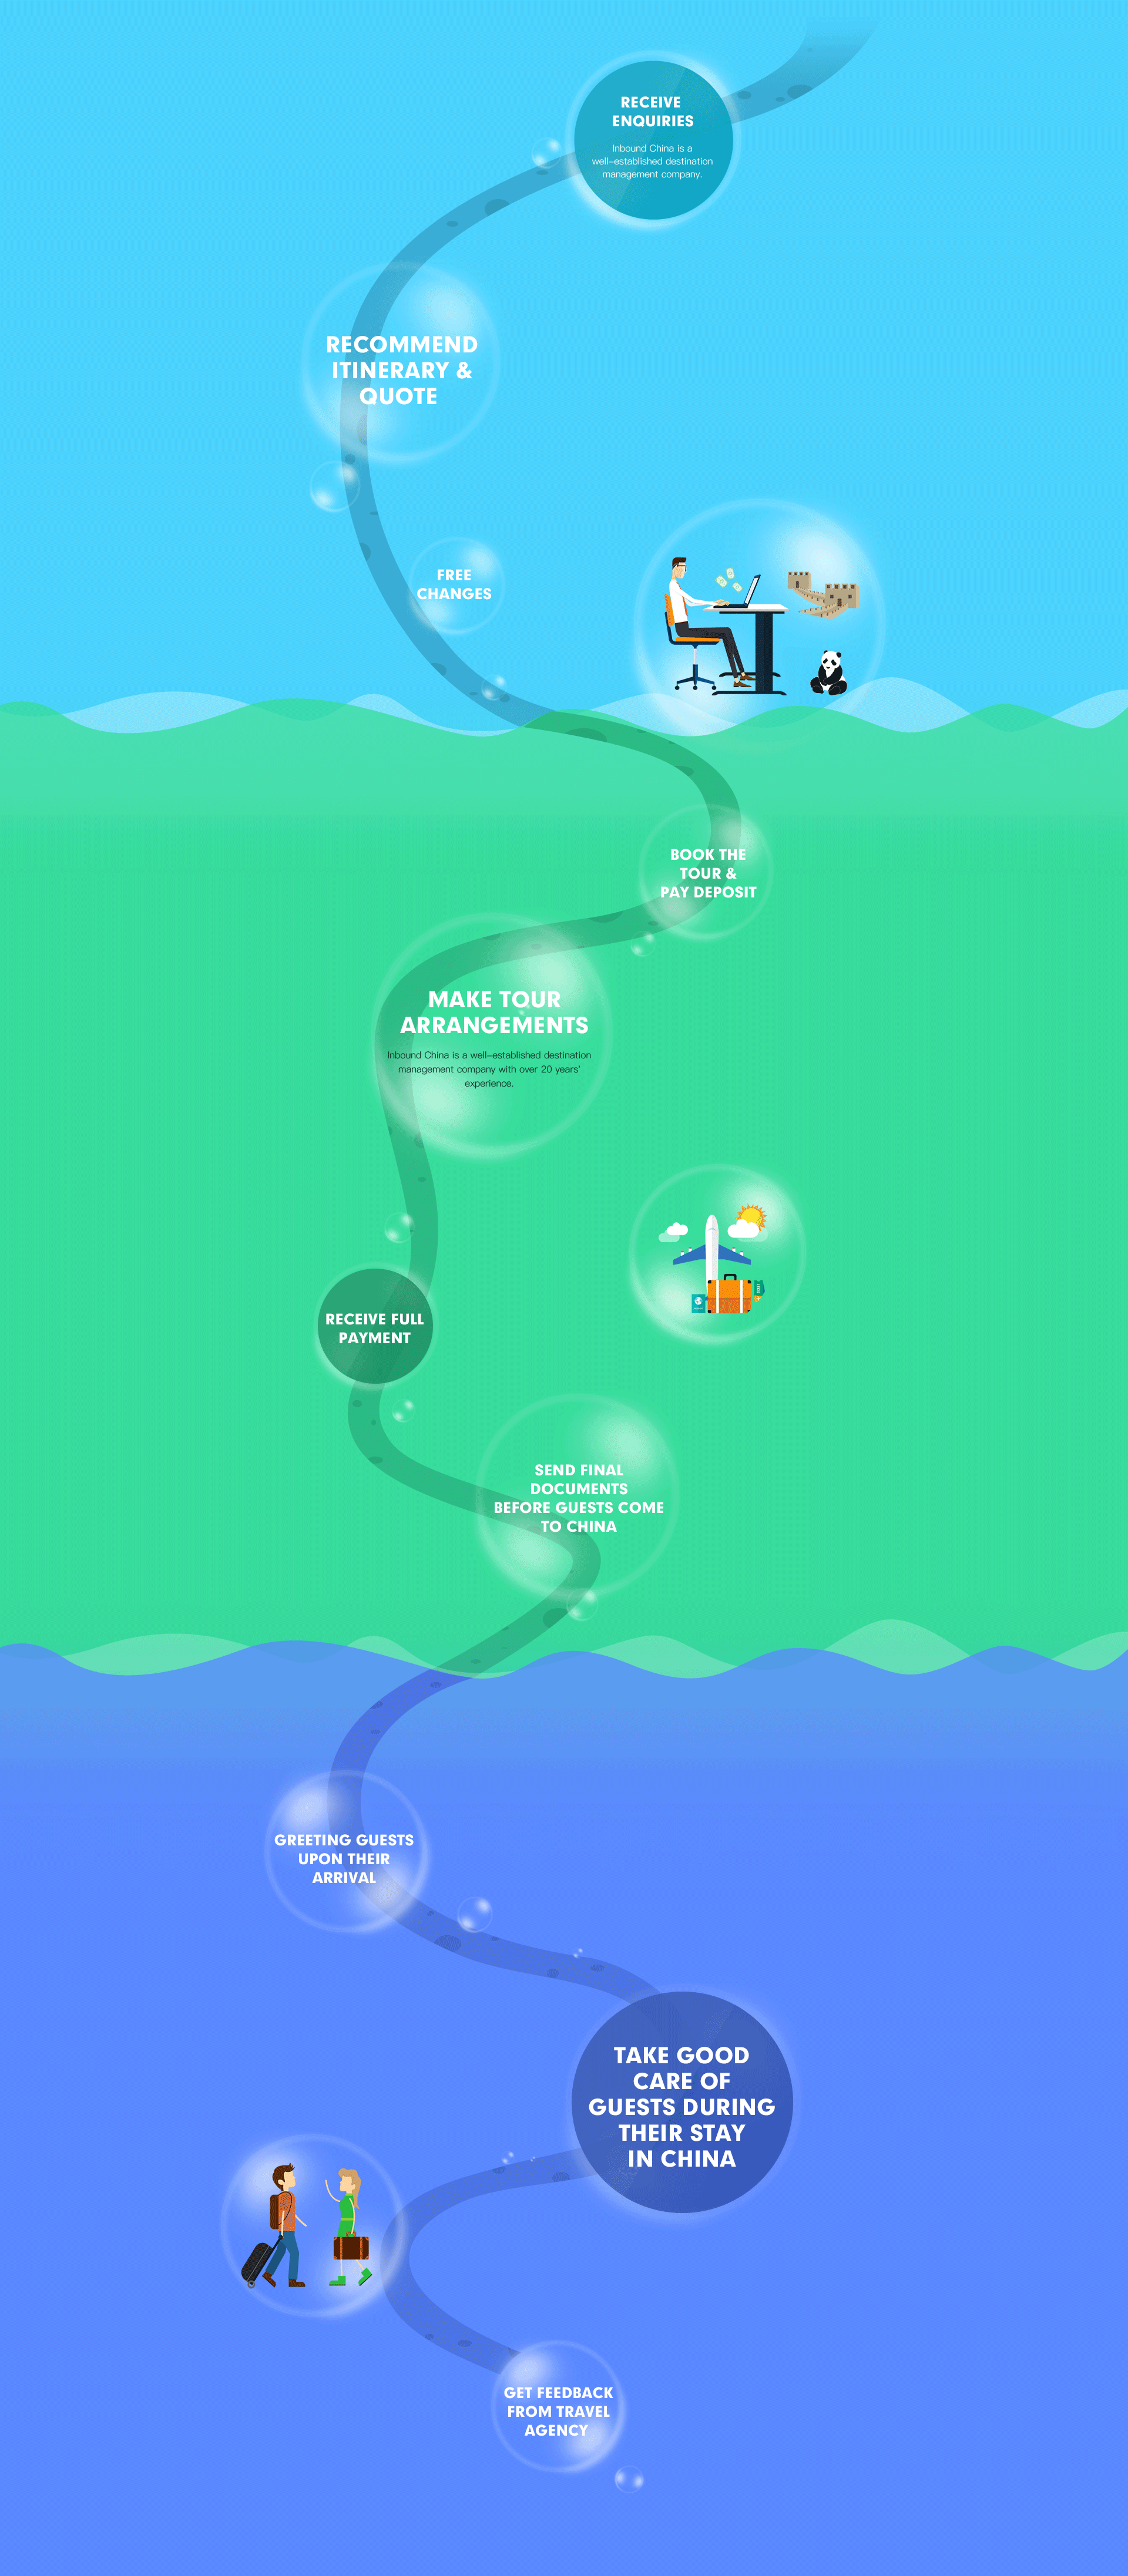 RECEIVE
ENQUIRIES
Inbound China is a
well-established destination
management company.
RECOMMEND
ITINERARY &
QUOTE
FREE
CHANGES
BOOK THE
TOUR &
PAY DEPOSIT
MAKE TOUR
ARRANGEMENTS
Inbound China is a well-established destination
management company with over 20 years'
experience.
RECEIVE FULL
PAYMENT
SEND FINAL
DOCUMENTS
BEFORE GUESTS COME
TO CHINA
GREETING GUESTS
UPON THEIR
ARRIVAL
TAKE GOOD
CARE OF
GUESTS DURING
THEIR STAY
IN CHINA
GET FEEDBACK
FROM TRAVEL
AGENCY